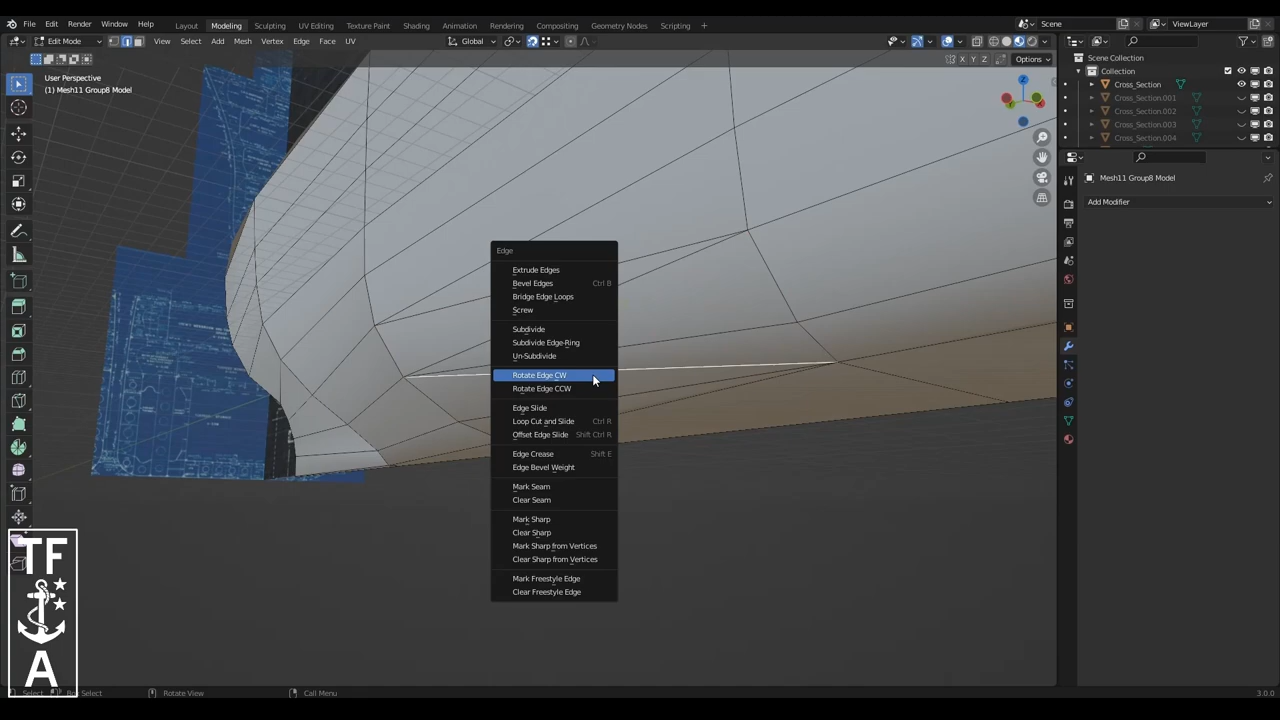 File Edit Render Window Help
Layout Modeling Sculpting UV Editing Texture Paint Shading Animation Rendering Compositing Geometry Nodes Scripting +
Scene
ViewLayer
Edit Mode View Select Add Mesh Vertex Edge Face UV
Global
X Y Z
Options
User Perspective
(1) Mesh11 Group8 Model
Z
Scene Collection
Collection
Cross_Section
Cross_Section.001
Cross_Section.002
Cross_Section.003
Cross_Section.004
Mesh11 Group8 Model
Add Modifier
Edge
Extrude Edges
Bevel Edges Ctrl B
Bridge Edge Loops
Screw
Subdivide
Subdivide Edge-Ring
Un-Subdivide
Rotate Edge CW
Rotate Edge CCW
Edge Slide
Loop Cut and Slide Ctrl R
Offset Edge Slide Shift Ctrl R
Edge Crease Shift E
Edge Bevel Weight
Mark Seam
Clear Seam
Mark Sharp
Clear Sharp
Mark Sharp from Vertices
Clear Sharp from Vertices
Mark Freestyle Edge
Clear Freestyle Edge
TF
A
Select
Box Select
Rotate View
Call Menu
3.0.0